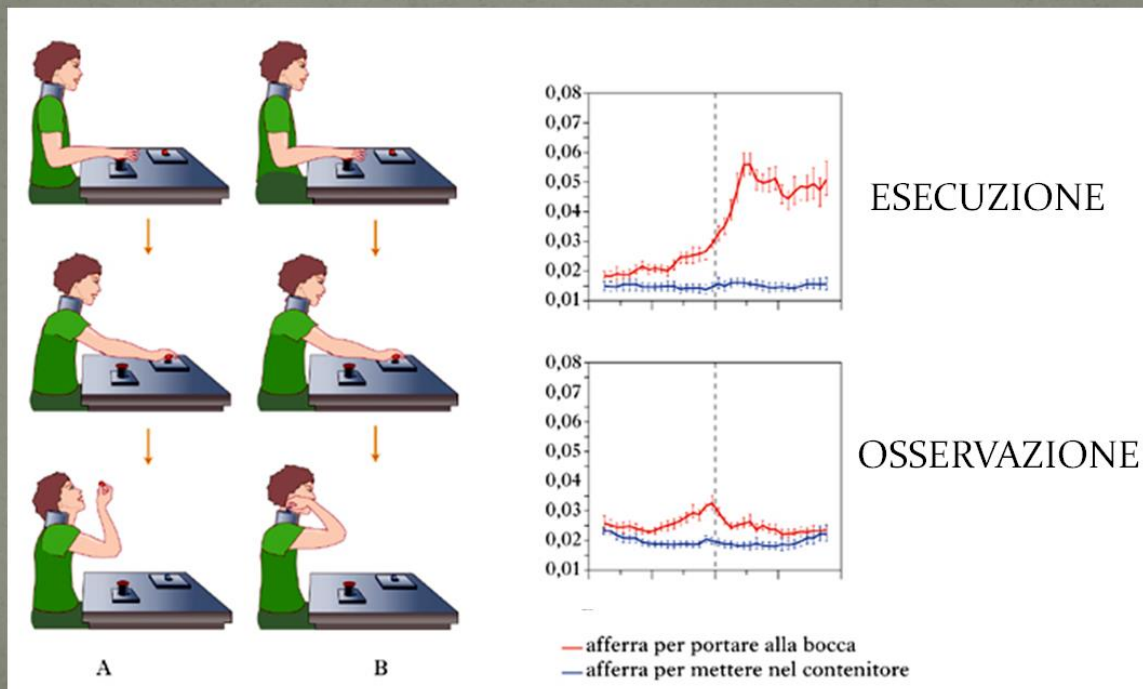 A
B
0,08
0,07
0,06
0,05
0,04
0,03
0,02
0,01
ESECUZIONE
0,08
0,07
0,06
0,05
0,04
0,03
0,02
0,01
OSSERVAZIONE
afferra per portare alla bocca
afferra per mettere nel contenitore